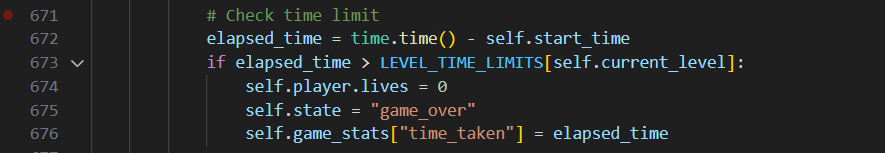 671 # Check time limit
672 elapsed_time = time.time() - self.start_time
673 if elapsed_time > LEVEL_TIME_LIMITS[self.current_level]:
674 self.player.lives = 0
675 self.state = "game_over"
676 self.game_stats["time_taken"] = elapsed_time